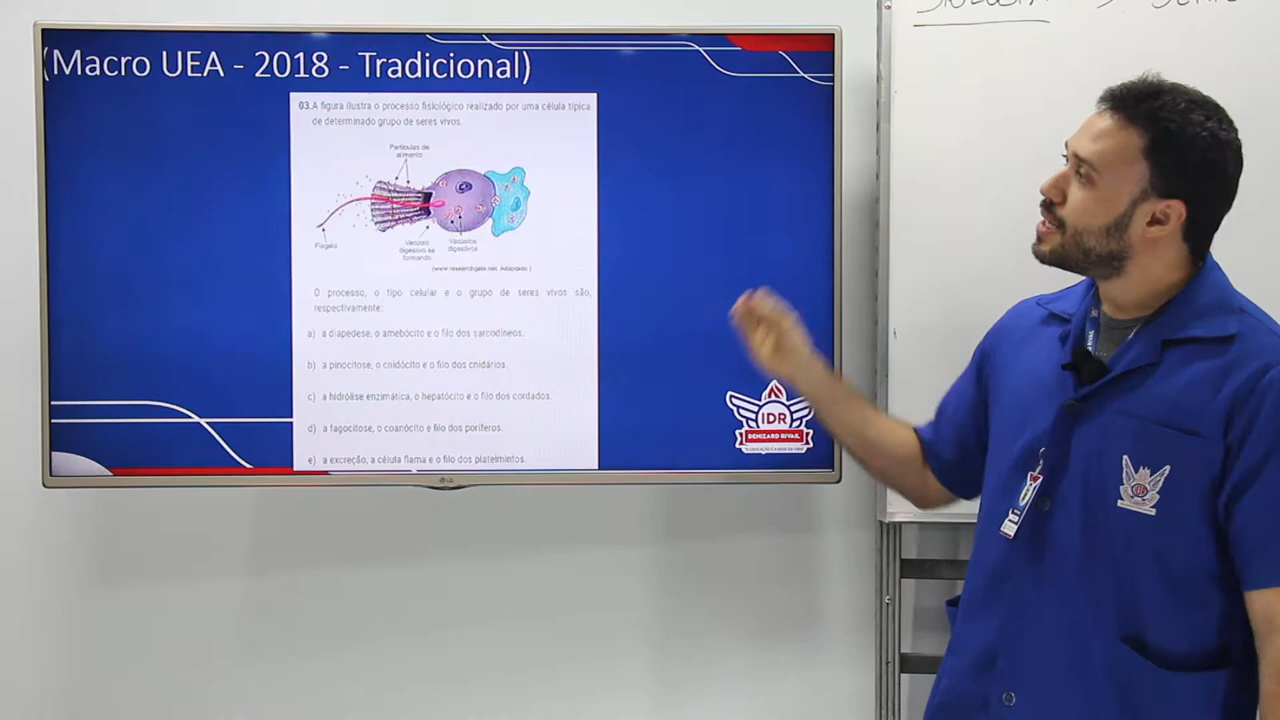 (Macro UEA - 2018 - Tradicional)
03.A figura ilustra o processo fisiológico realizado por uma célula típica
de determinado grupo de seres vivos.
Partículas de
alimento
Flagelo
Vacúolo
digestivo se
formando
Vacúolos
digestivos
(www.researchgate.net. Adaptado.)
O processo, o tipo celular e o grupo de seres vivos são,
respectivamente:
a) a diapedese, o amebócito e o filo dos sarcodíneos.
b) a pinocitose, o cnidócito e o filo dos cnidários.
c) a hidrólise enzimática, o hepatócito e o filo dos cordados.
d) a fagocitose, o coanócito e filo dos poríferos.
e) a excreção, a célula flama e o filo dos platelmintos.
IDR
DENIZARD RIVAIL
LG